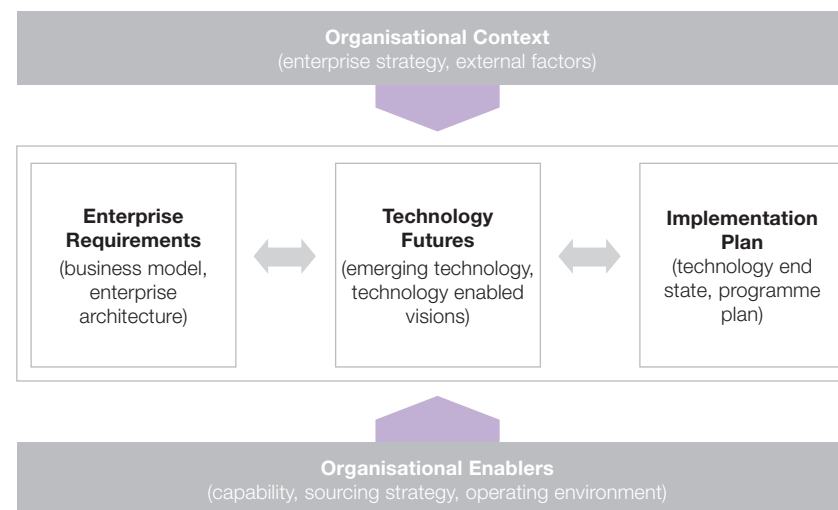 Organisational Context
(enterprise strategy, external factors)
Enterprise
Requirements
(business model,
enterprise
architecture)
Technology
Futures
(emerging technology,
technology enabled
visions)
Implementation
Plan
(technology end
state, programme
plan)
Organisational Enablers
(capability, sourcing strategy, operating environment)